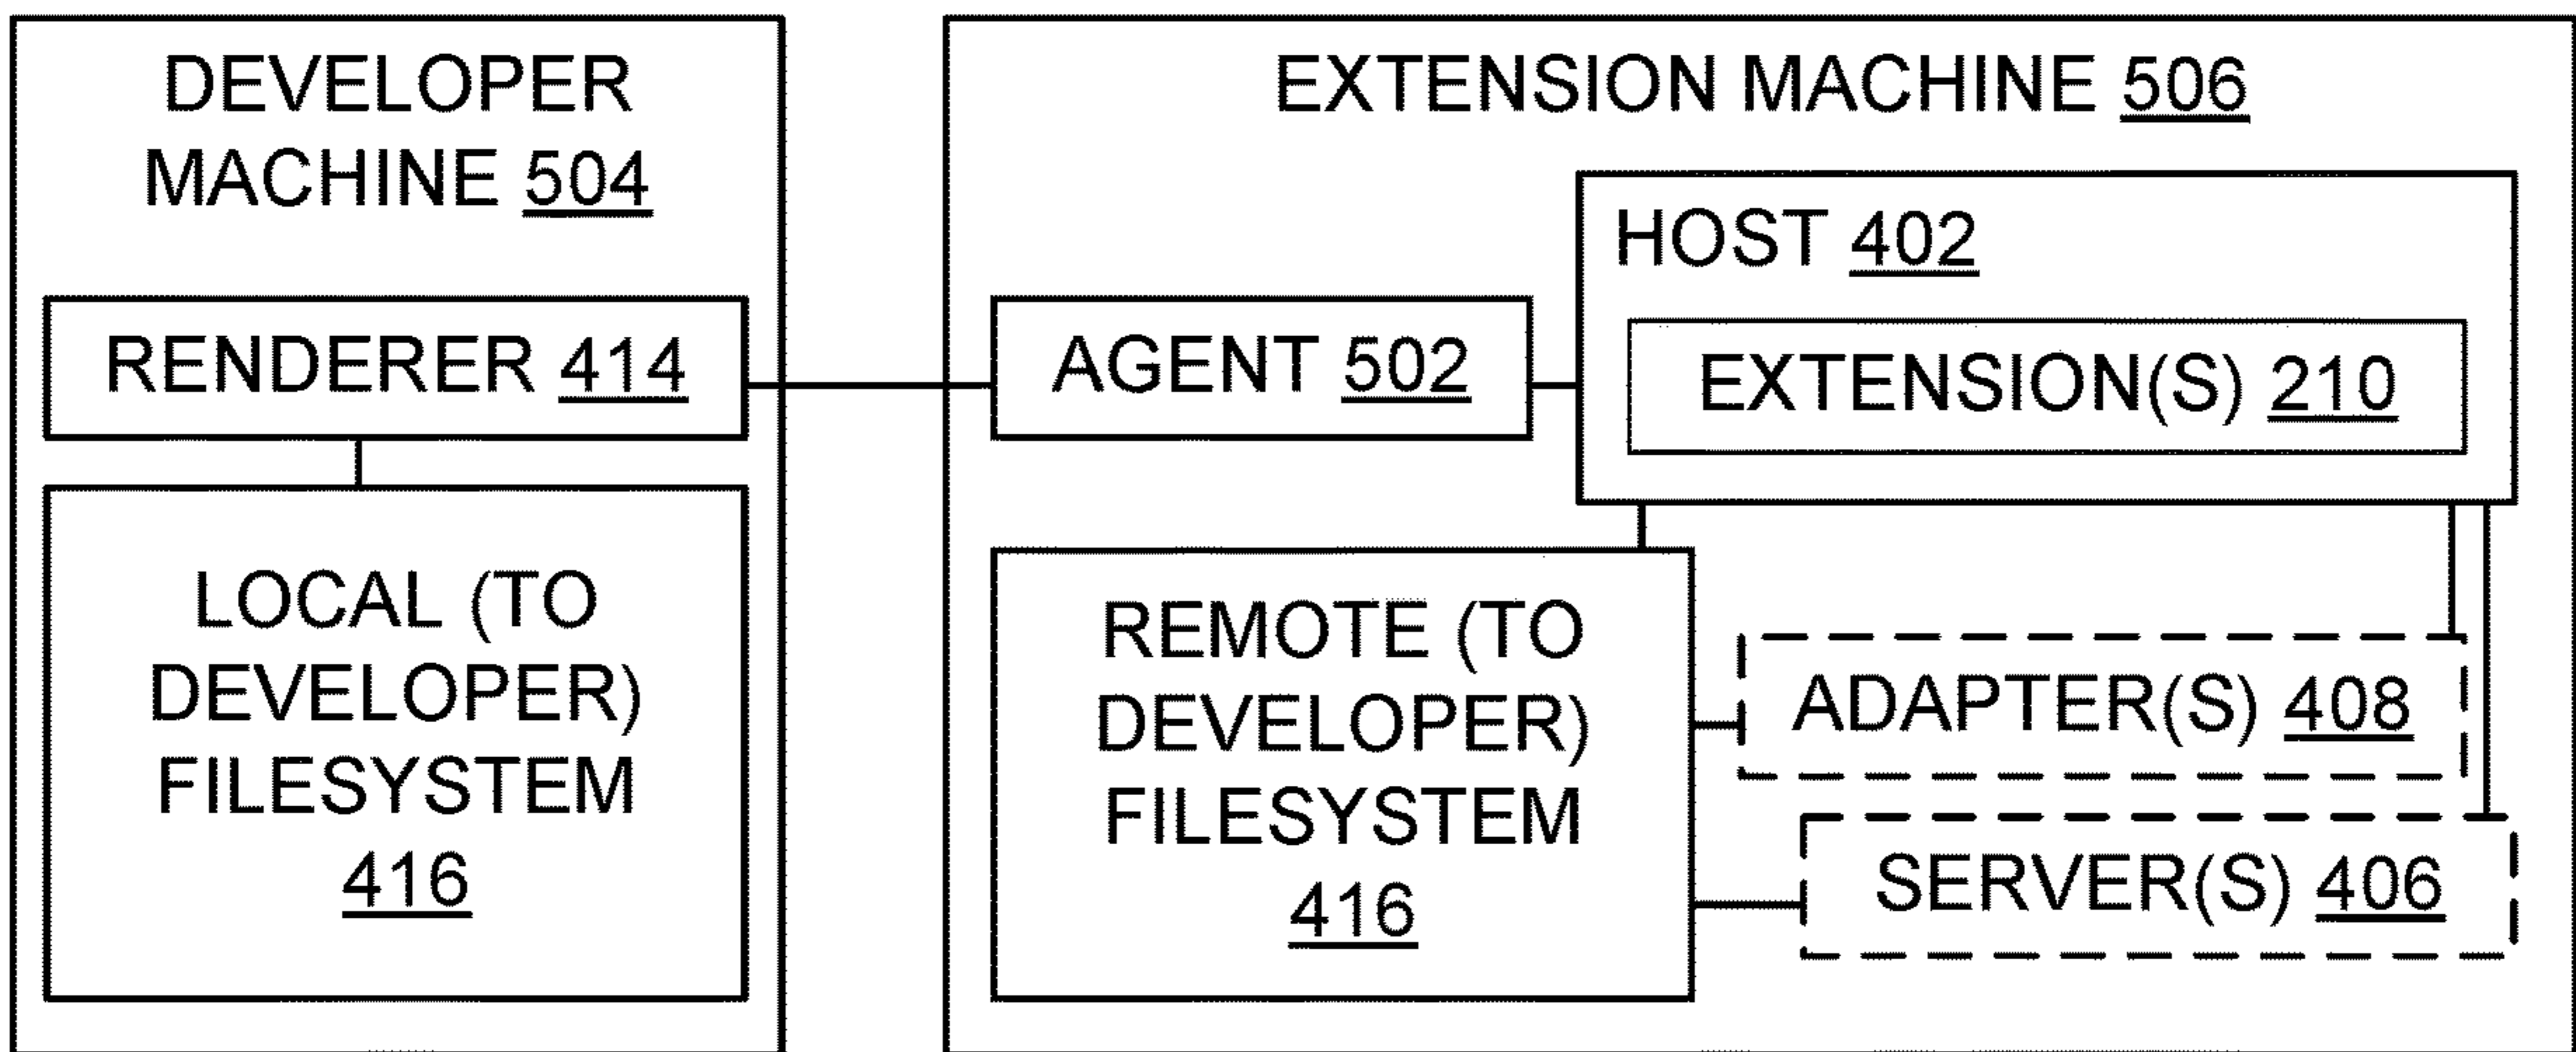 DEVELOPER
MACHINE 504
RENDERER 414
LOCAL (TO
DEVELOPER)
FILESYSTEM
416
EXTENSION MACHINE 506
AGENT 502
HOST 402
EXTENSION(S) 210
REMOTE (TO
DEVELOPER)
FILESYSTEM
416
ADAPTER(S) 408
SERVER(S) 406